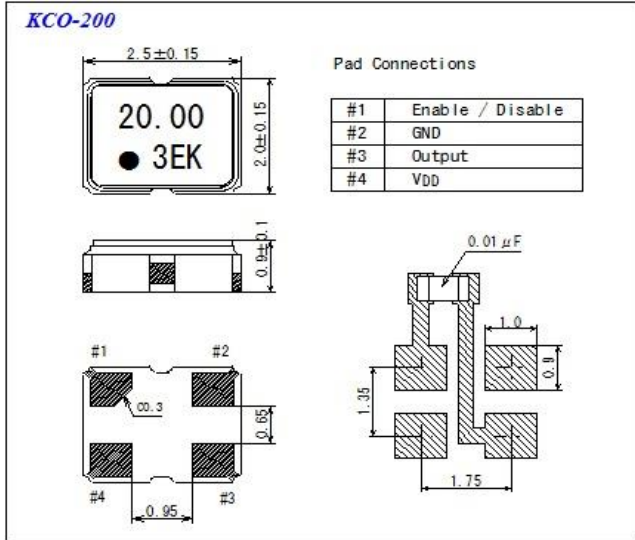 KCO-200
2.5±0.15
20.00
● 3EK
2.0±0.15
Pad Connections
#1 Enable / Disable
#2 GND
#3 Output
#4 VDD
0.9±0.1
0.01μF
#1 #2
C0.3
0.65
#4 #3
0.95
1.0
0.9
1.35
1.75